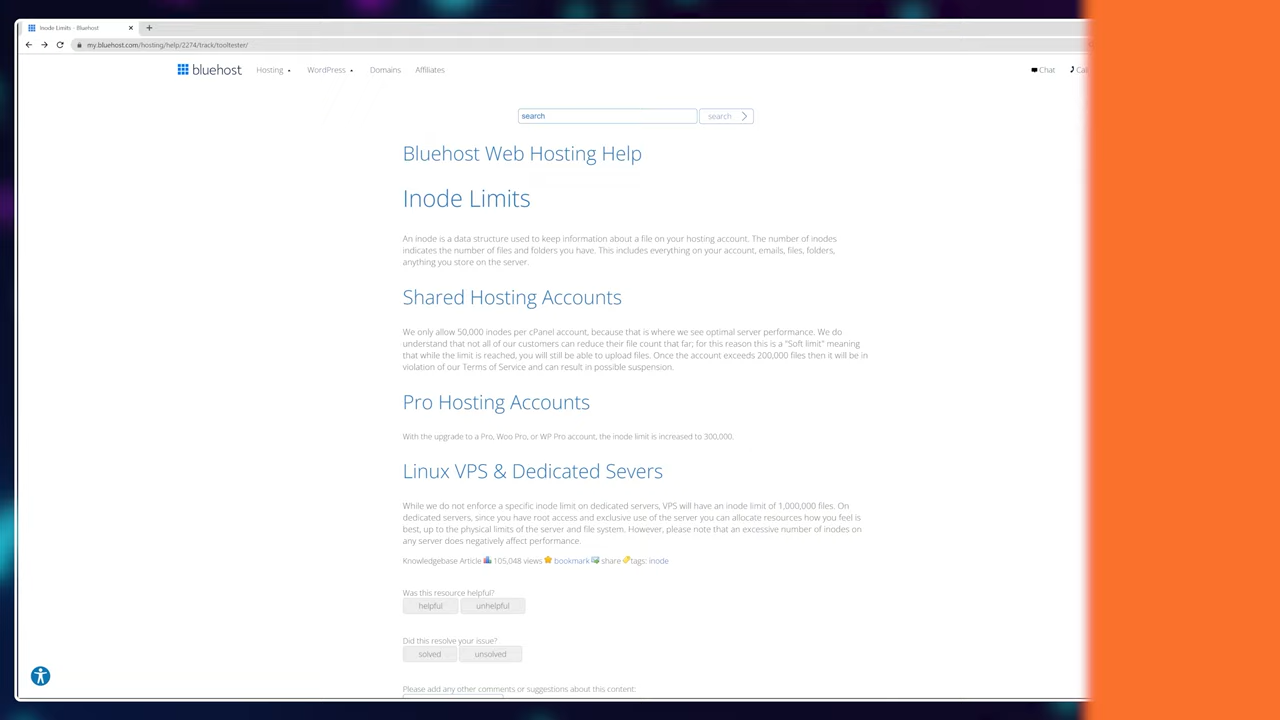 Inode Limits - Bluehost
my.bluehost.com/hosting/help/2274/track/tooltester/
bluehost Hosting WordPress Domains Affiliates Chat
search search
Bluehost Web Hosting Help
Inode Limits
An inode is a data structure used to keep information about a file on your hosting account. The number of inodes
indicates the number of files and folders you have. This includes everything on your account, emails, files, folders,
anything you store on the server.
Shared Hosting Accounts
We only allow 50,000 inodes per cPanel account, because that is where we see optimal server performance. We do
understand that not all of our customers can reduce their file count that far; for this reason this is a "Soft limit" meaning
that while the limit is reached, you will still be able to upload files. Once the account exceeds 200,000 files then it will be in
violation of our Terms of Service and can result in possible suspension.
Pro Hosting Accounts
With the upgrade to a Pro, Woo Pro, or WP Pro account, the inode limit is increased to 300,000.
Linux VPS & Dedicated Severs
While we do not enforce a specific inode limit on dedicated servers, VPS will have an inode limit of 1,000,000 files. On
dedicated servers, since you have root access and exclusive use of the server you can allocate resources how you feel is
best, up to the physical limits of the server and file system. However, please note that an excessive number of inodes on
any server does negatively affect performance.
Knowledgebase Article 105,048 views bookmark share tags: inode
Was this resource helpful?
helpful unhelpful
Did this resolve your issue?
solved unsolved
Please add any other comments or suggestions about this content: